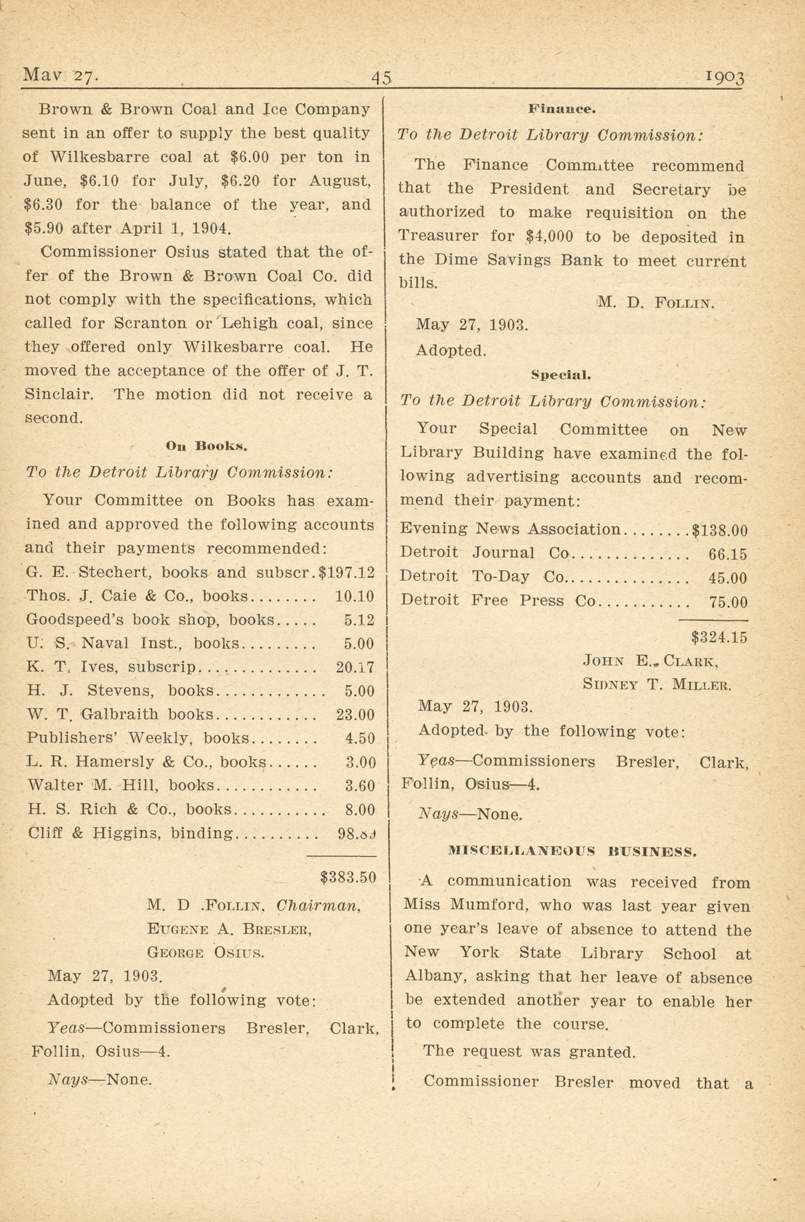 May 27. 45 1903
Brown & Brown Coal and Ice Company
sent in an offer to supply the best quality
of Wilkesbarre coal at $6.00 per ton in
June, $6.10 for July, $6.20 for August,
$6.30 for the balance of the year, and
$5.90 after April 1, 1904.
Commissioner Osius stated that the of-
fer of the Brown & Brown Coal Co. did
not comply with the specifications, which
called for Scranton or Lehigh coal, since
they offered only Wilkesbarre coal. He
moved the acceptance of the offer of J. T.
Sinclair. The motion did not receive a
second.
On Books.
To the Detroit Library Commission:
Your Committee on Books has exam-
ined and approved the following accounts
and their payments recommended:
G. E. Stechert, books and subscr.$197.12
Thos. J. Caie & Co., books........ 10.10
Goodspeed's book shop, books..... 5.12
U. S. Naval Inst., books......... 5.00
K. T. Ives, subscrip............. 20.17
H. J. Stevens, books............ 5.00
W. T. Galbraith books........... 23.00
Publishers' Weekly, books........ 4.50
L. R. Hamersly & Co., books...... 3.00
Walter M. Hill, books............ 3.60
H. S. Rich & Co., books........... 8.00
Cliff & Higgins, binding..........
$383.50
M. D .Follin, Chairman,
Eugene A. Bresler,
George Osius.
May 27, 1903.
Adopted by the following vote:
Yeas—Commissioners Bresler, Clark,
Follin, Osius—4.
Nays—None.
Finance.
To the Detroit Library Commission:
The Finance Committee recommend
that the President and Secretary be
authorized to make requisition on the
Treasurer for $4,000 to be deposited in
the Dime Savings Bank to meet current
bills.
M. D. Follin.
May 27, 1903.
Adopted.
Special.
To the Detroit Library Commission:
Your Special Committee on New
Library Building have examined the fol-
lowing advertising accounts and recom-
mend their payment:
Evening News Association........$138.00
Detroit Journal Co.............. 66.15
Detroit To-Day Co.............. 45.00
Detroit Free Press Co........... 75.00
$324.15
John E. Clark,
Sidney T. Miller.
May 27, 1903.
Adopted by the following vote:
Yeas—Commissioners Bresler, Clark,
Follin, Osius—4.
Nays—None.
MISCELLANEOUS BUSINESS.
A communication was received from
Miss Mumford, who was last year given
one year's leave of absence to attend the
New York State Library School at
Albany, asking that her leave of absence
be extended another year to enable her
to complete the course.
The request was granted.
Commissioner Bresler moved that a